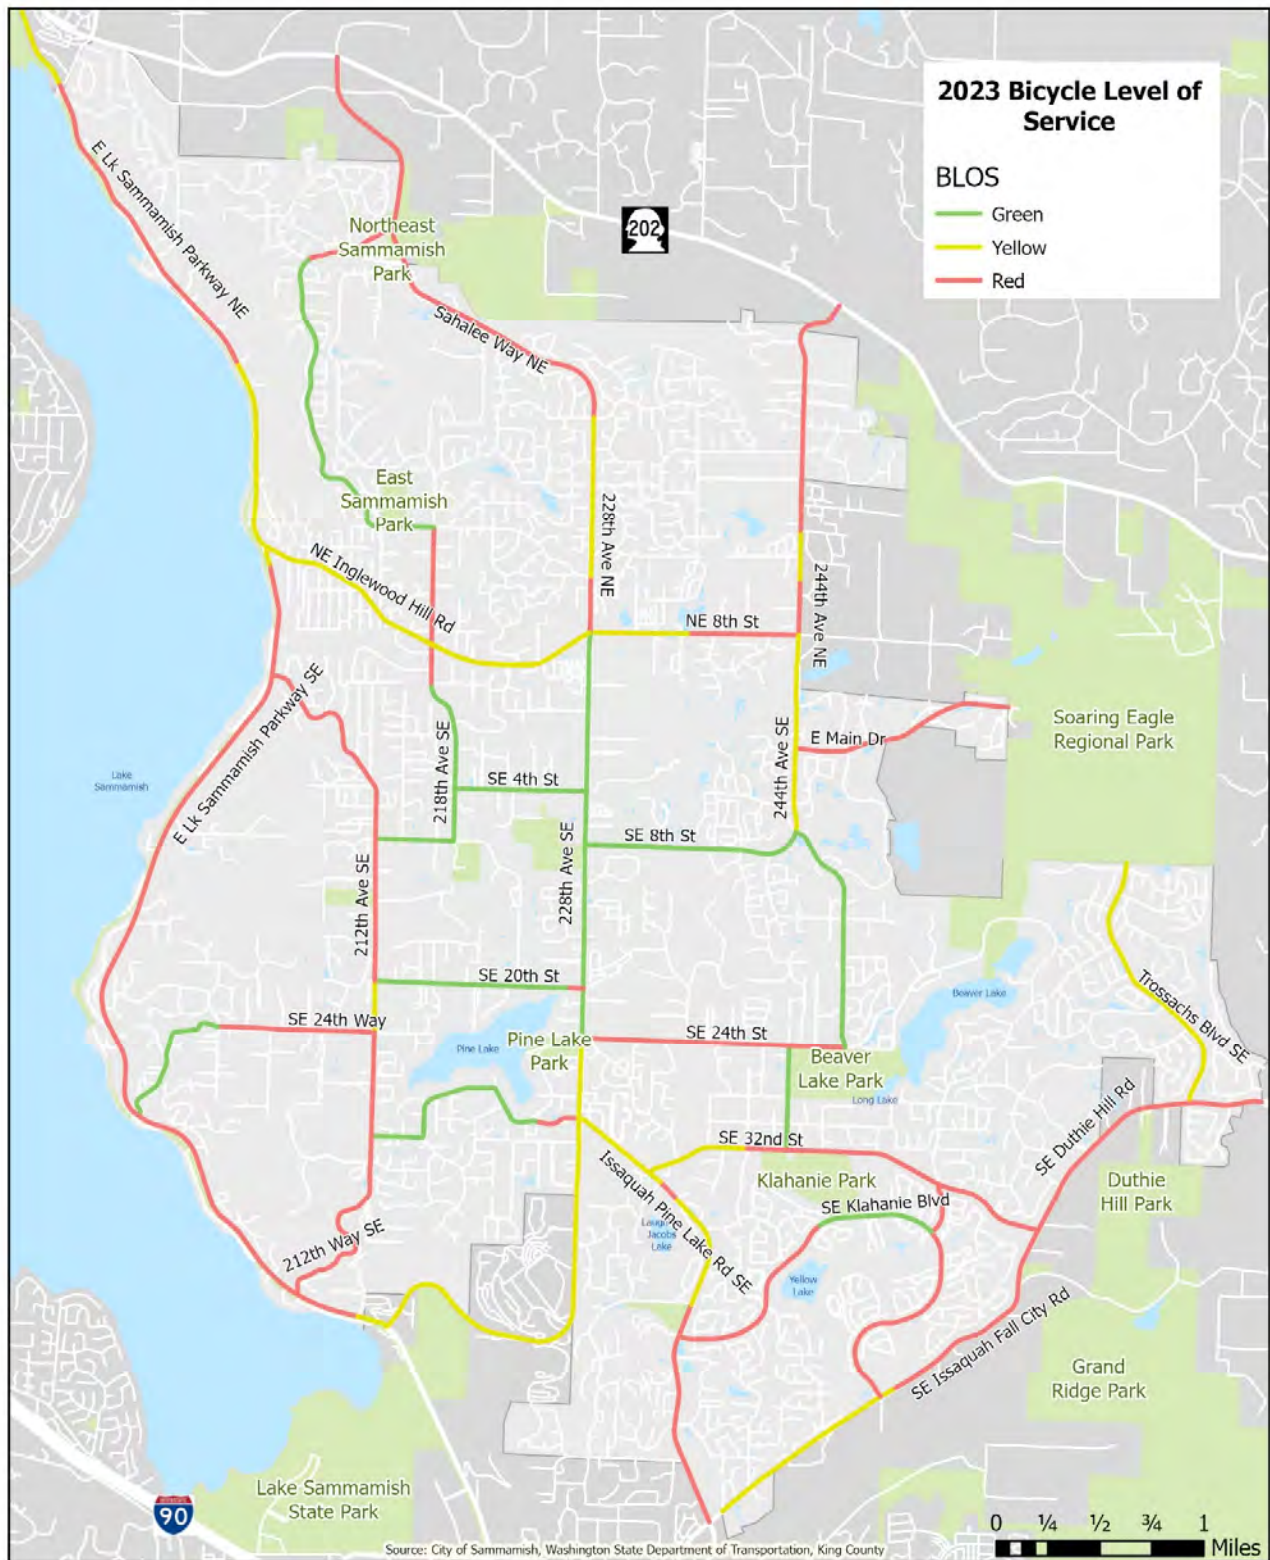 2023 Bicycle Level of
Service
BLOS
Green
Yellow
Red
E Lk Sammamish Parkway NE
Northeast
Sammamish
Park
202
Sahalee Way NE
East
Sammamish
Park
228th Ave NE
NE Inglewood Hill Rd
244th Ave NE
NE 8th St
E Lk Sammamish Parkway SE
Soaring Eagle
Regional Park
E Main Dr
218th Ave SE
244th Ave SE
Lake
Sammamish
SE 4th St
SE 8th St
228th Ave SE
212th Ave SE
SE 20th St
Beaver Lake
Trossachs Blvd SE
SE 24th Way
SE 24th St
Pine Lake
Pine Lake
Park
Beaver
Lake Park
Long Lake
SE Duthie Hill Rd
SE 32nd St
Issaquah Pine Lake Rd SE
Klahanie Park
Duthie
Hill Park
SE Klahanie Blvd
212th Way SE
Jacobs
Lake
Yellow
Lake
SE Issaquah Fall City Rd
Grand
Ridge Park
Lake Sammamish
State Park
90
0 ¼ ½ ¾ 1
Miles
Source: City of Sammamish, Washington State Department of Transportation, King County